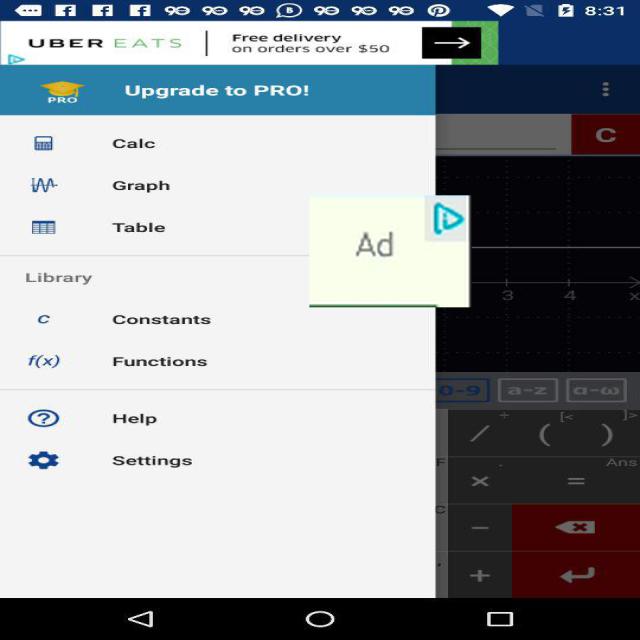 8:31
UBER EATS
Free delivery
on orders over $50
PRO
Upgrade to PRO!
C
Calc
Graph
Table
Ad
3 4 x
Library
c Constants
f(x) Functions
0-9 a-z α-ω
Help
Settings
/ ÷ ( [< ) ]>
F × . = Ans
C −
+